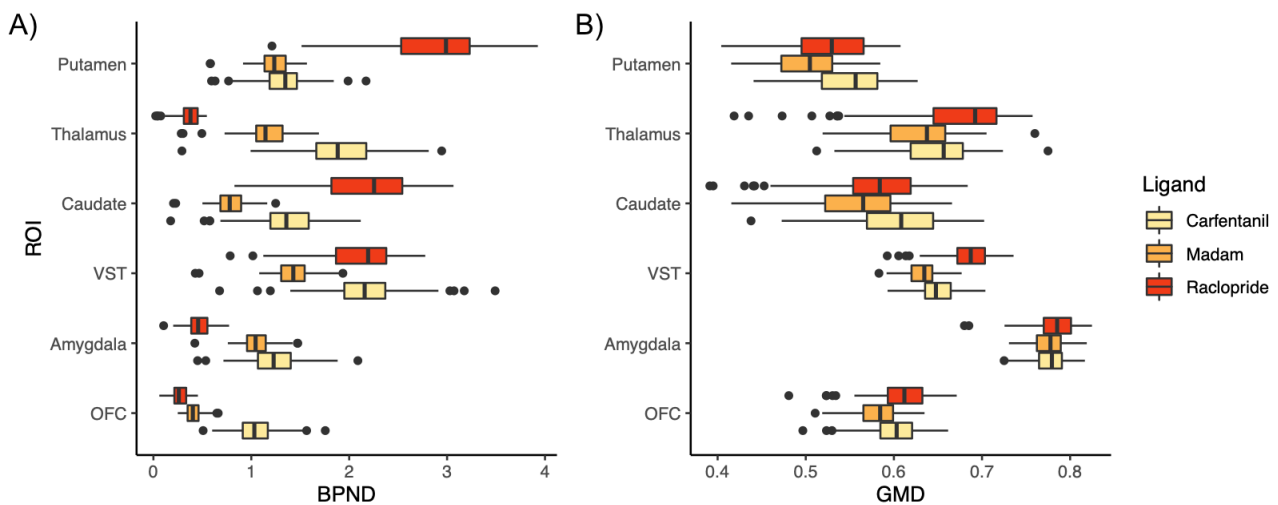 A)
ROI
Putamen
Thalamus
Caudate
VST
Amygdala
OFC
0 1 2 3 4
BPND
B)
Putamen
Thalamus
Caudate
VST
Amygdala
OFC
0.4 0.5 0.6 0.7 0.8
GMD
Ligand
Carfentanil
Madam
Raclopride